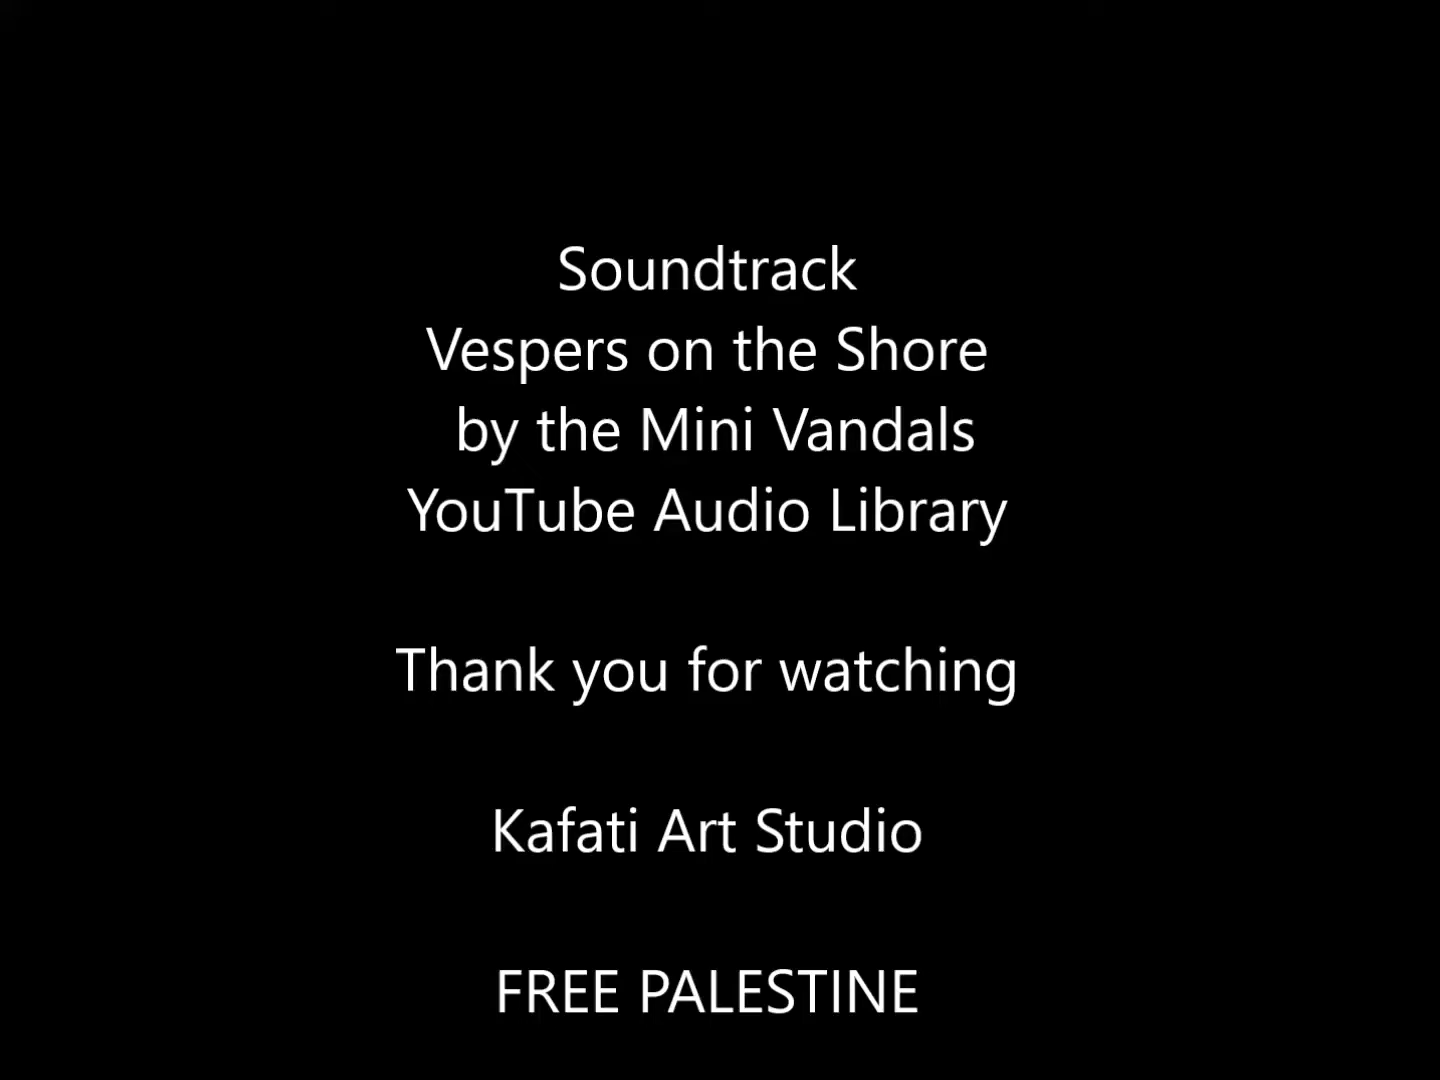 Soundtrack
Vespers on the Shore
by the Mini Vandals
YouTube Audio Library
Thank you for watching
Kafati Art Studio
FREE PALESTINE